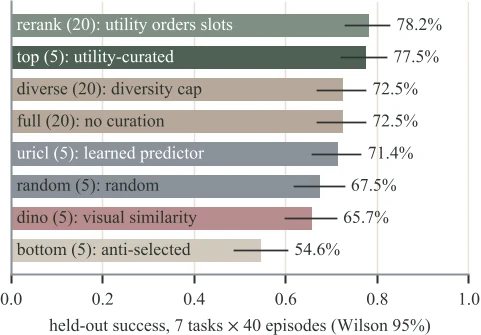 rerank (20): utility orders slots 78.2%
top (5): utility-curated 77.5%
diverse (20): diversity cap 72.5%
full (20): no curation 72.5%
uricl (5): learned predictor 71.4%
random (5): random 67.5%
dino (5): visual similarity 65.7%
bottom (5): anti-selected 54.6%
0.0 0.2 0.4 0.6 0.8 1.0
held-out success, 7 tasks × 40 episodes (Wilson 95%)